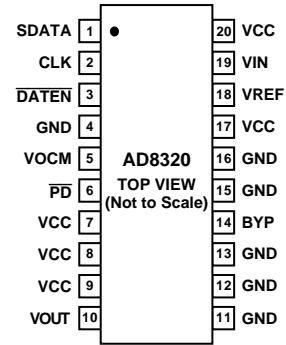 SDATA 1 20 VCC
CLK 2 19 VIN
DATEN 3 18 VREF
GND 4 17 VCC
VOCM 5 AD8320 16 GND
PD 6 TOP VIEW 15 GND
(Not to Scale)
VCC 7 14 BYP
VCC 8 13 GND
VCC 9 12 GND
VOUT 10 11 GND